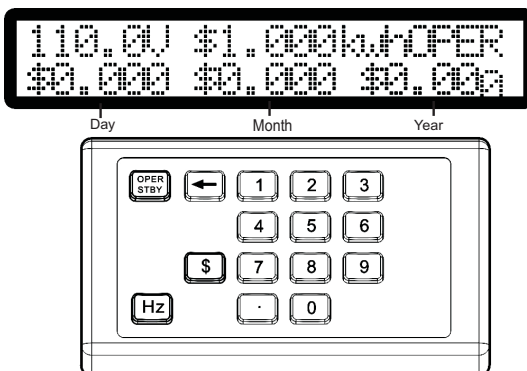 110.0V $1.000kwhOPER
$0.000 $0.000 $0.000
Day Month Year
OPER STBY ← 1 2 3
4 5 6
$ 7 8 9
Hz . 0